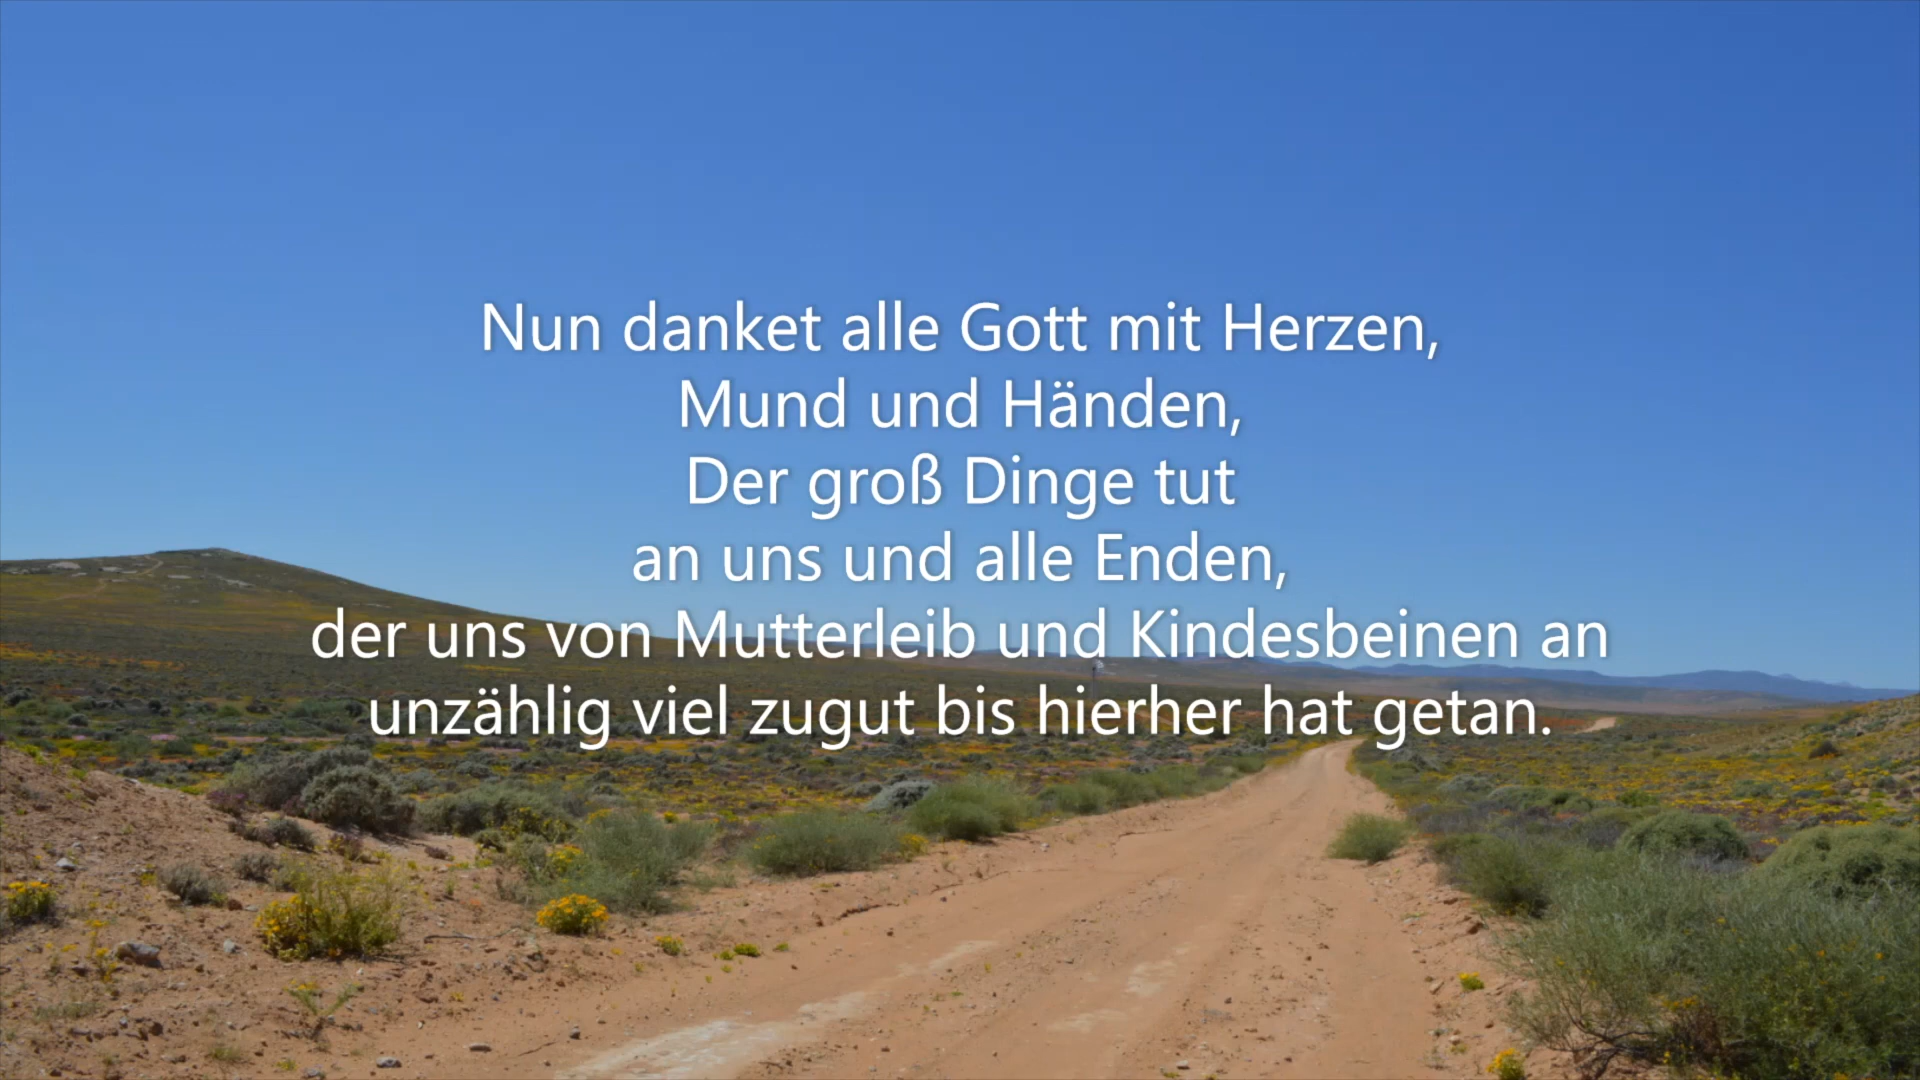 Nun danket alle Gott mit Herzen,
Mund und Händen,
Der groß Dinge tut
an uns und alle Enden,
der uns von Mutterleib und Kindesbeinen an
unzählig viel zugut bis hierher hat getan.